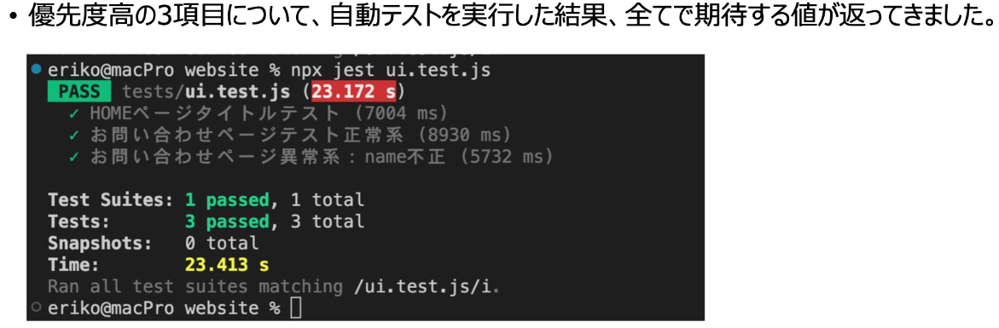 • 優先度高の3項目について、自動テストを実行した結果、全てで期待する値が返ってきました。
eriko@macPro website % npx jest ui.test.js
PASS tests/ui.test.js (23.172 s)
✓ HOMEページタイトルテスト (7004 ms)
✓ お問い合わせページテスト正常系 (8930 ms)
✓ お問い合わせページ異常系：name不正 (5732 ms)
Test Suites: 1 passed, 1 total
Tests: 3 passed, 3 total
Snapshots: 0 total
Time: 23.413 s
Ran all test suites matching /ui.test.js/i.
eriko@macPro website %